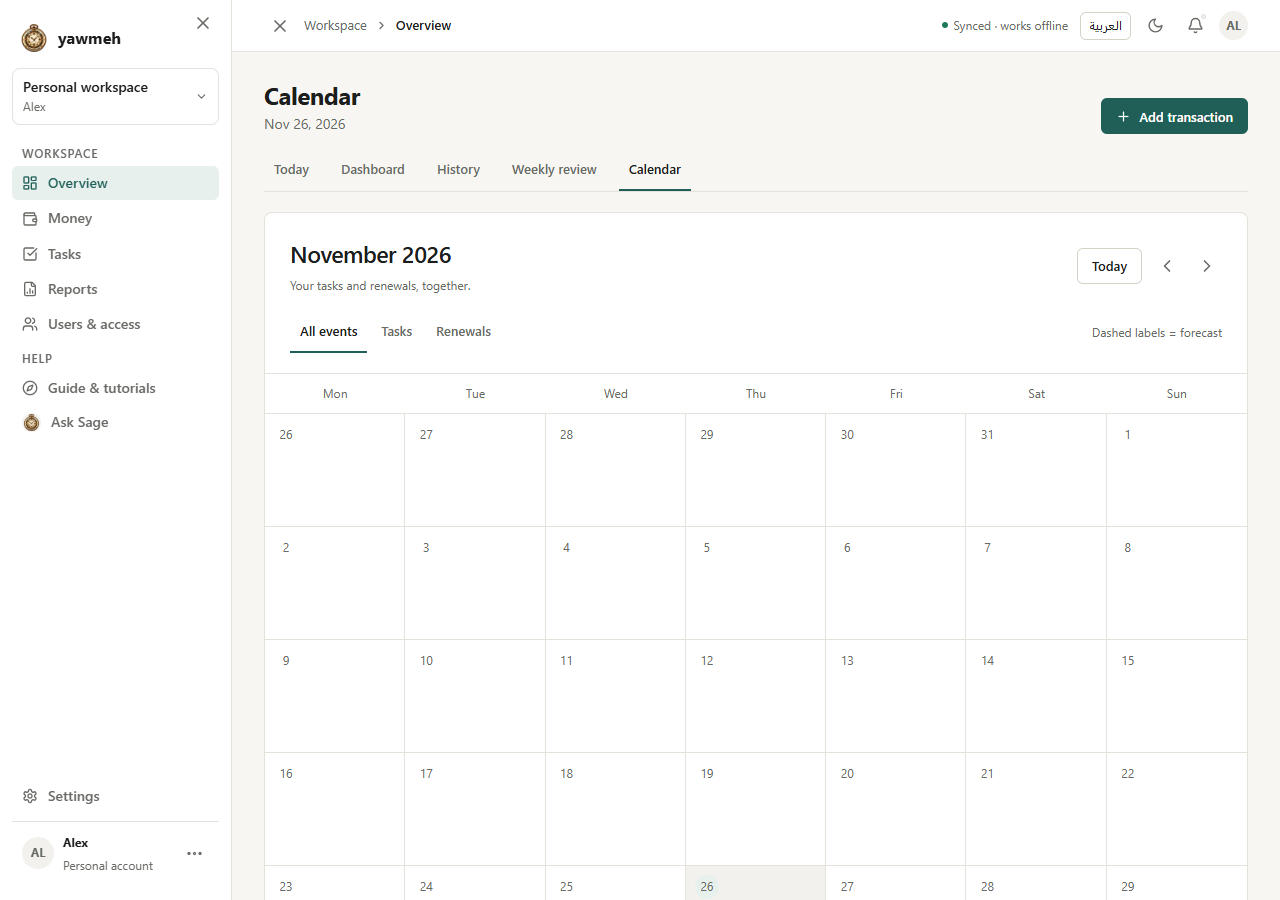 yawmeh
Personal workspace
Alex
WORKSPACE
Overview
Money
Tasks
Reports
Users & access
HELP
Guide & tutorials
Ask Sage
Settings
AL
Alex
Personal account
Workspace > Overview
Synced · works offline
العربية
AL
Calendar
Nov 26, 2026
+ Add transaction
Today Dashboard History Weekly review Calendar
November 2026
Your tasks and renewals, together.
Today
All events Tasks Renewals
Dashed labels = forecast
Mon Tue Wed Thu Fri Sat Sun
26 27 28 29 30 31 1
2 3 4 5 6 7 8
9 10 11 12 13 14 15
16 17 18 19 20 21 22
23 24 25 26 27 28 29